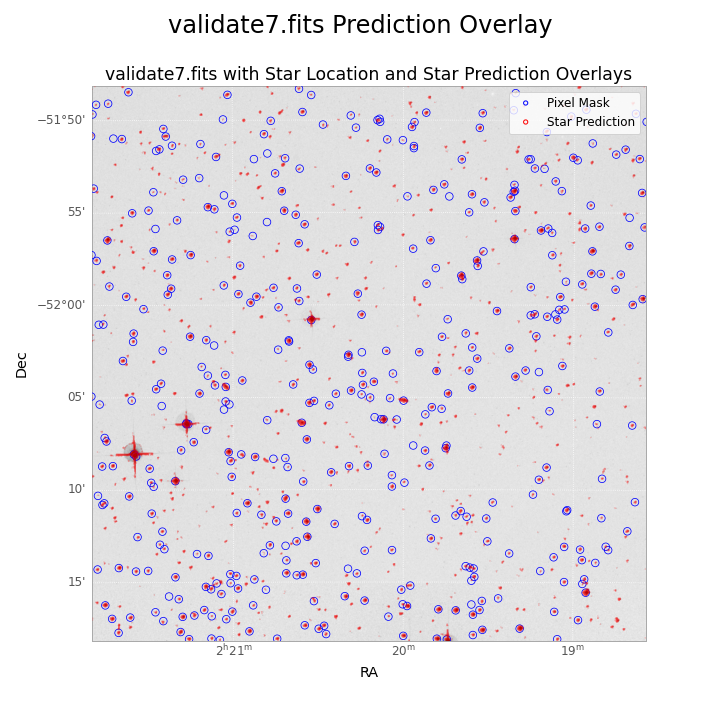 validate7.fits Prediction Overlay
validate7.fits with Star Location and Star Prediction Overlays
Pixel Mask
Star Prediction
−51°50'
55'
−52°00'
05'
10'
15'
2ʰ21ᵐ
20ᵐ
19ᵐ
Dec
RA